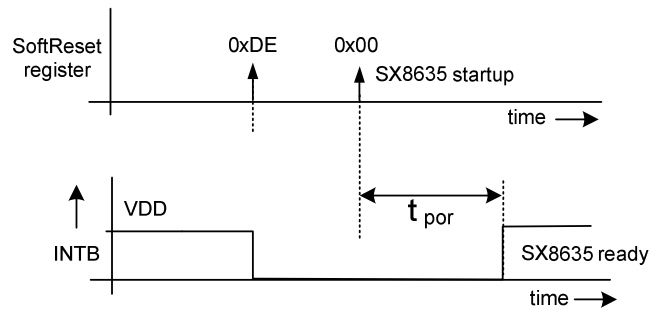 SoftReset
register
0xDE
0x00
SX8635 startup
time
t por
VDD
INTB
SX8635 ready
time